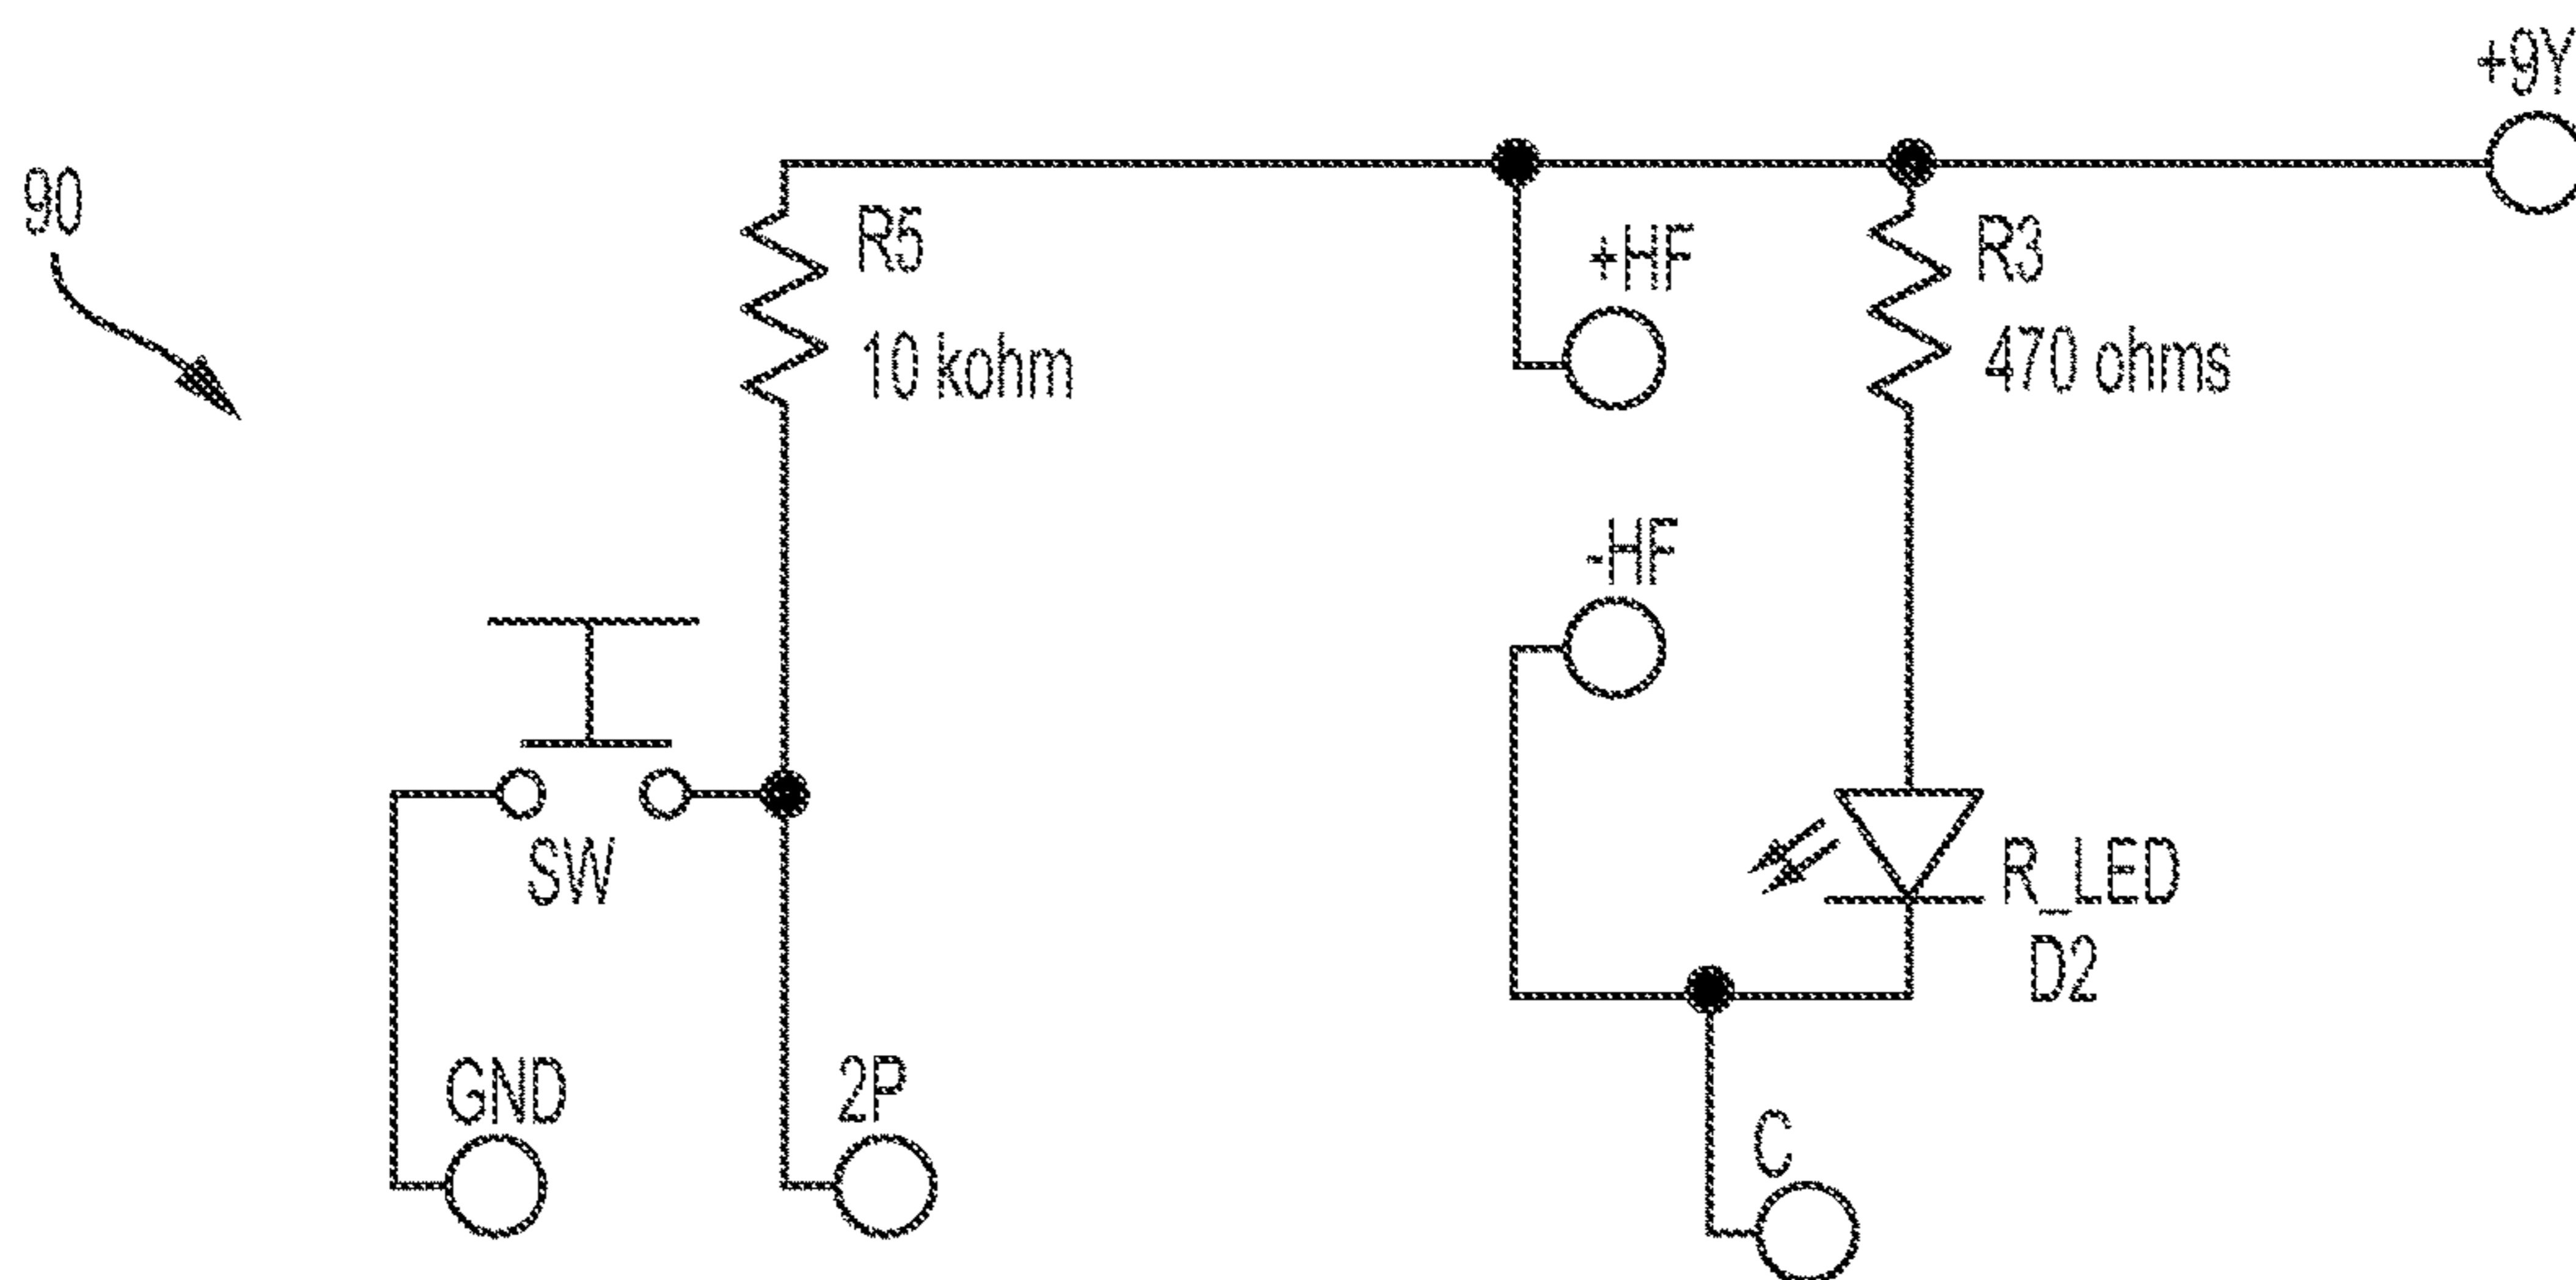 +9Y
90
R5
10 kohm
+HF
R3
470 ohms
-HF
SW
R_LED
D2
GND
2P
C